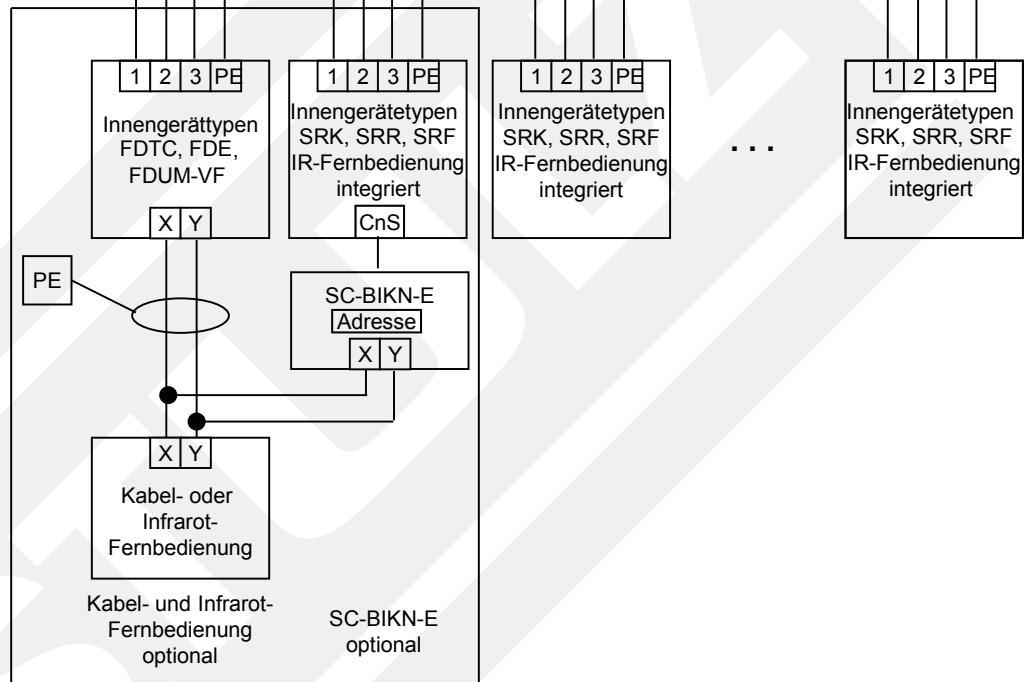 1 2 3 PE
Innengerättypen
FDTC, FDE,
FDUM-VF
X Y
1 2 3 PE
Innengerätetypen
SRK, SRR, SRF
IR-Fernbedienung
integriert
CnS
1 2 3 PE
Innengerätetypen
SRK, SRR, SRF
IR-Fernbedienung
integriert
. . .
1 2 3 PE
Innengerätetypen
SRK, SRR, SRF
IR-Fernbedienung
integriert
PE
SC-BIKN-E
Adresse
X Y
X Y
Kabel- oder
Infrarot-
Fernbedienung
Kabel- und Infrarot-
Fernbedienung
optional
SC-BIKN-E
optional